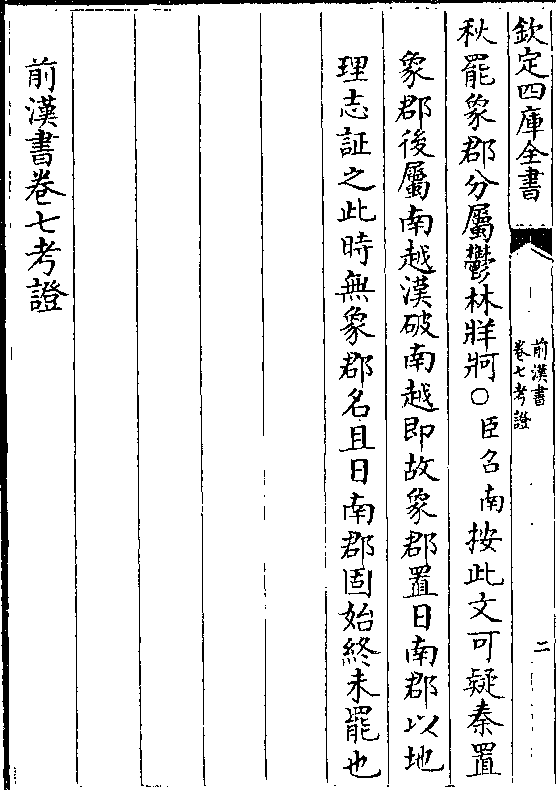 欽定四庫全書
前漢書
卷七考證
二
秋罷象郡分屬鬱林牂牁○臣召南按此文可疑秦置
象郡後屬南越漢破南越即故象郡置日南郡以地
理志証之此時無象郡名且日南郡固始終未罷也
前漢書卷七考證